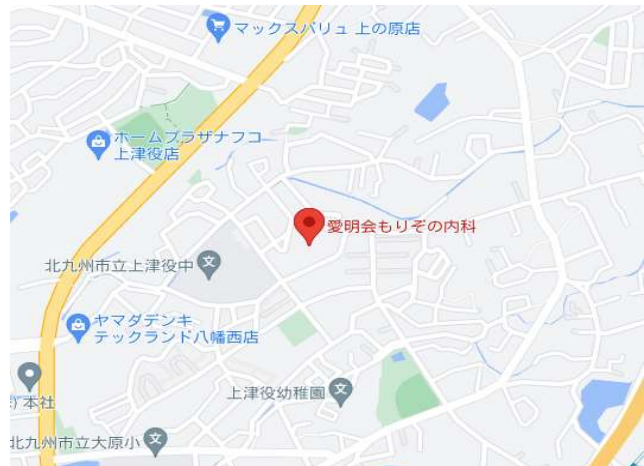 マックスバリュ 上の原店
ホームプラザナフコ
上津役店
愛明会もりぞの内科
北九州市立上津役中
ヤマダデンキ
テックランド八幡西店
本社
上津役幼稚園
北九州市立大原小